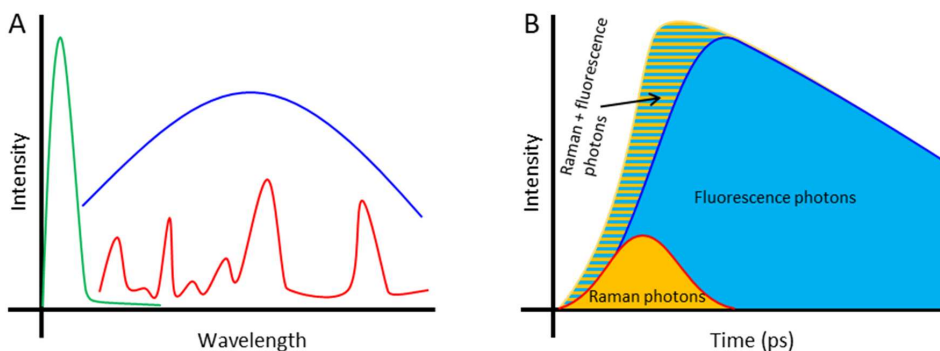 A
Intensity
Wavelength
B
Intensity
Raman + fluorescence
photons
Fluorescence photons
Raman photons
Time (ps)